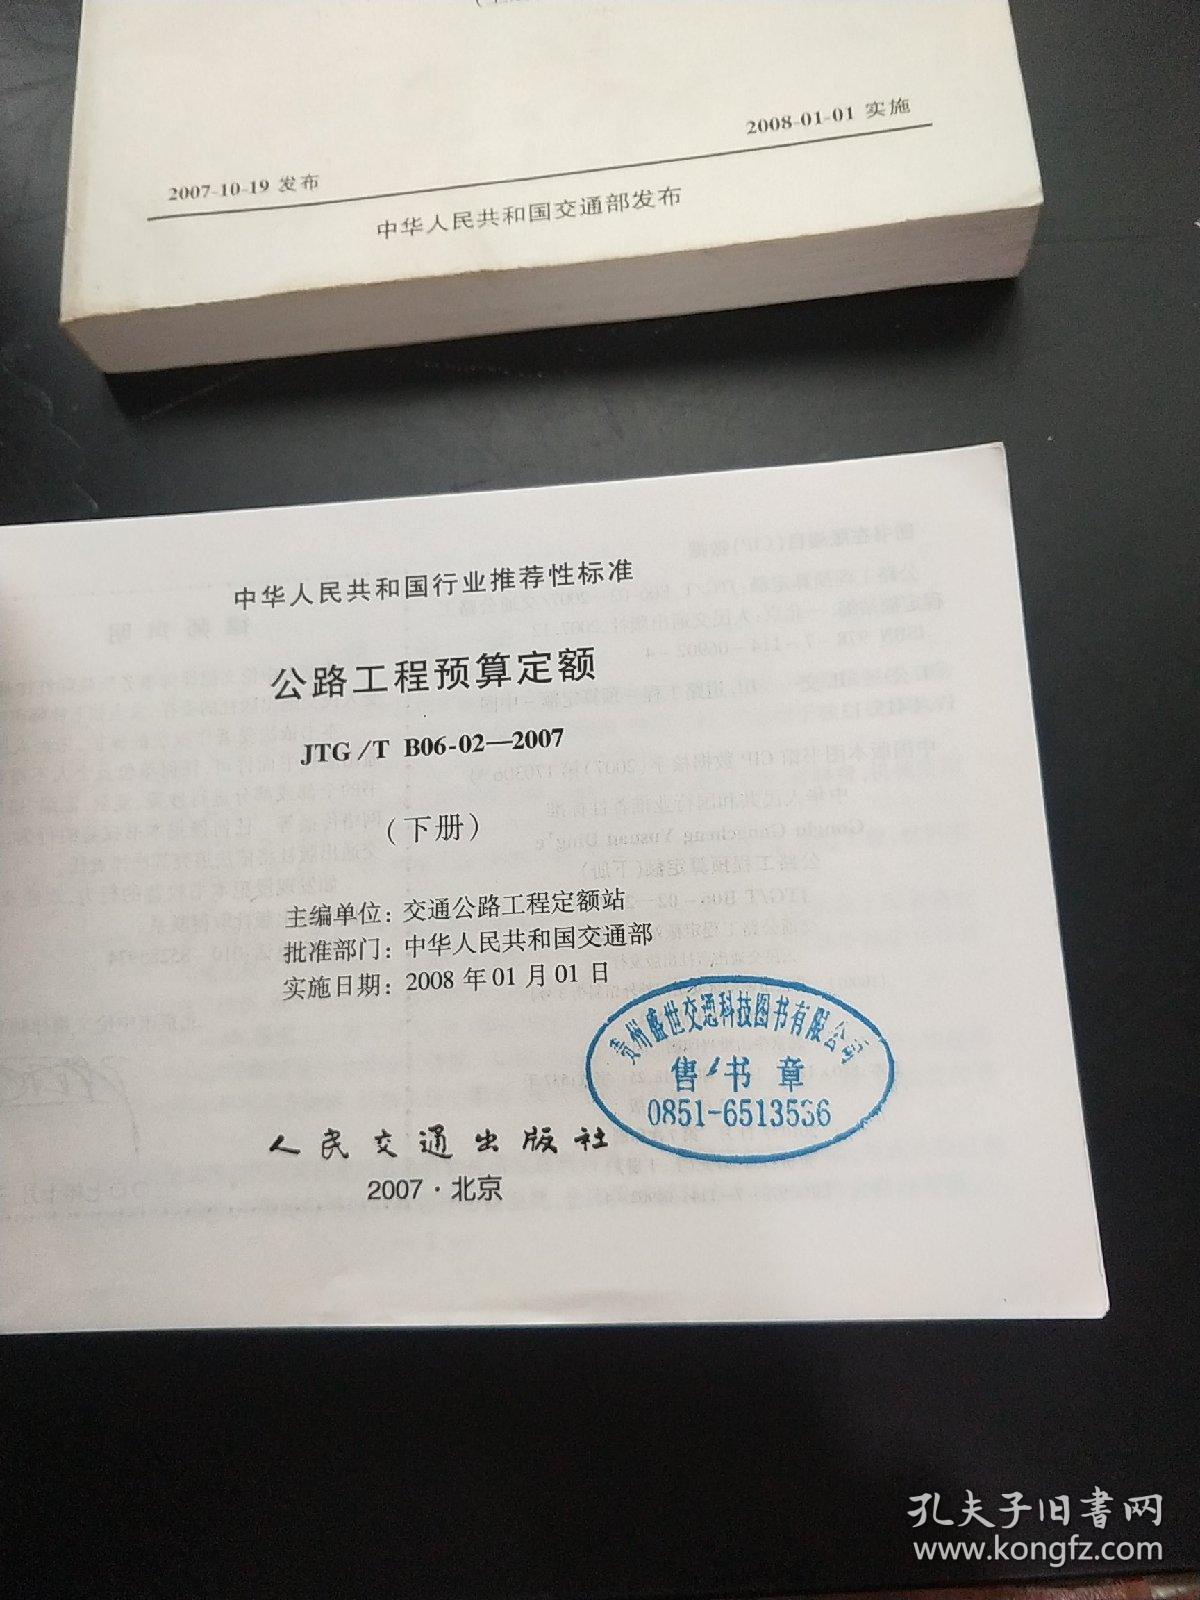 2007-10-19 发布
2008-01-01 实施
中华人民共和国交通部发布
中华人民共和国行业推荐性标准
公路工程预算定额
JTG/T B06-02—2007
(下册)
主编单位：交通公路工程定额站
批准部门：中华人民共和国交通部
实施日期：2008年01月01日
贵州盛世交通科技图书有限公司
售书章
0851-6513536
人民交通出版社
2007·北京
孔夫子旧书网
www.kongfz.com